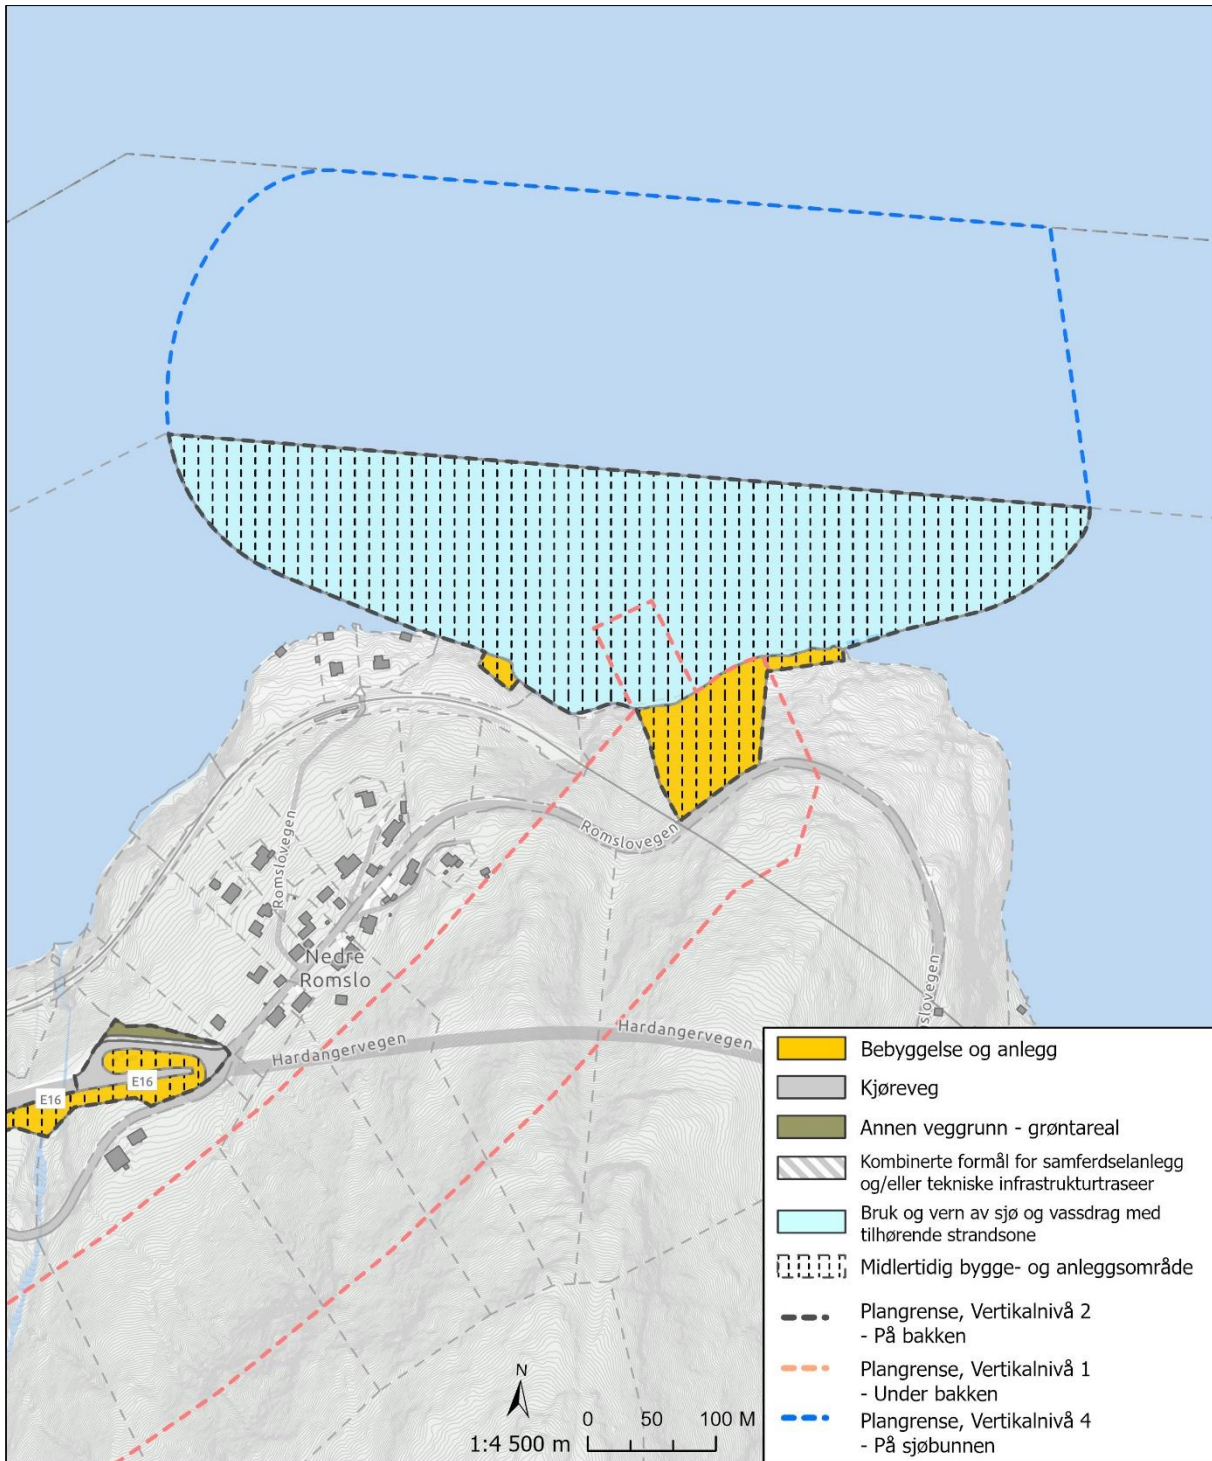 Romslovegen
Romslovegen
Nedre
Romslo
slovegen
Hardangervegen
Hardangervegen
E16
E16
Bebyggelse og anlegg
Kjøreveg
Annen veggrunn - grøntareal
Kombinerte formål for samferdselanlegg
og/eller tekniske infrastrukturtraseer
Bruk og vern av sjø og vassdrag med
tilhørende strandsone
Midlertidig bygge- og anleggsområde
Plangrense, Vertikalnivå 2
- På bakken
Plangrense, Vertikalnivå 1
- Under bakken
Plangrense, Vertikalnivå 4
- På sjøbunnen
N
0 50 100 M
1:4 500 m